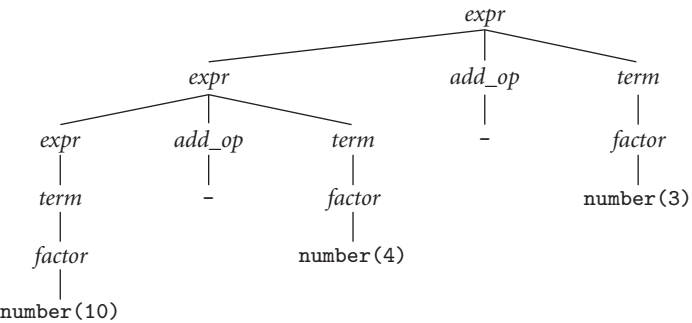 expr
expr add_op term
expr add_op term - factor
term - factor number(3)
factor number(4)
number(10)